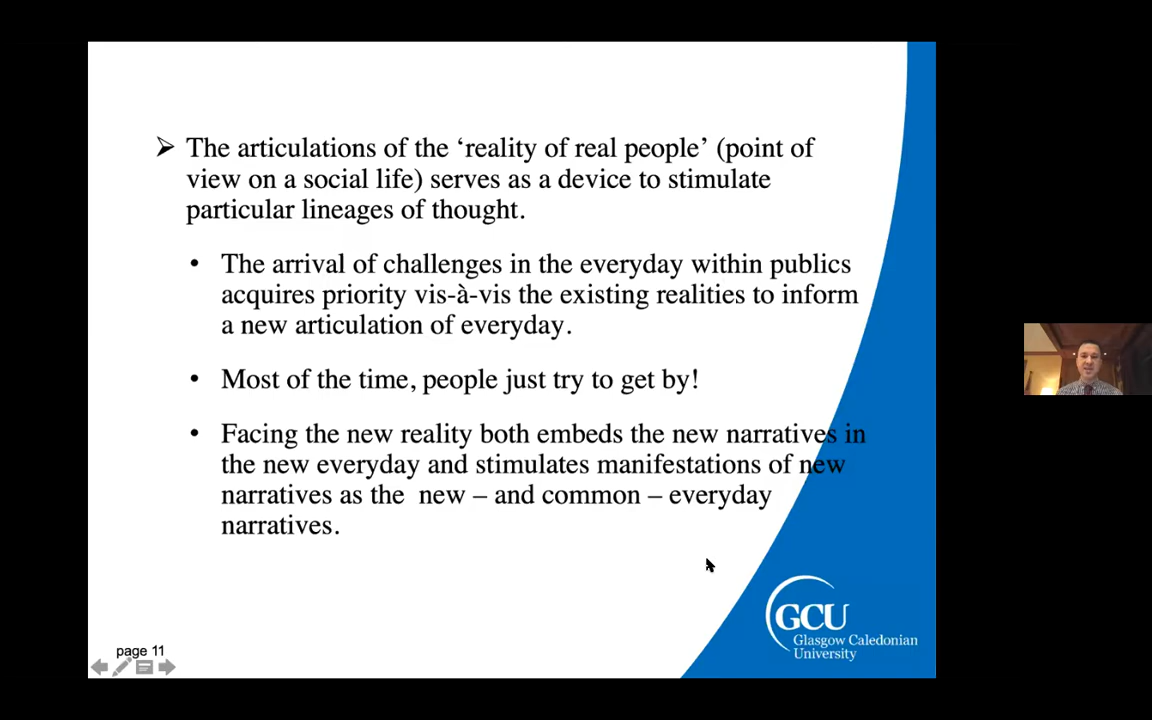 ➢ The articulations of the ‘reality of real people’ (point of
view on a social life) serves as a device to stimulate
particular lineages of thought.
• The arrival of challenges in the everyday within publics
acquires priority vis-à-vis the existing realities to inform
a new articulation of everyday.
• Most of the time, people just try to get by!
• Facing the new reality both embeds the new narratives in
the new everyday and stimulates manifestations of new
narratives as the new – and common – everyday
narratives.
GCU
Glasgow Caledonian
University
page 11